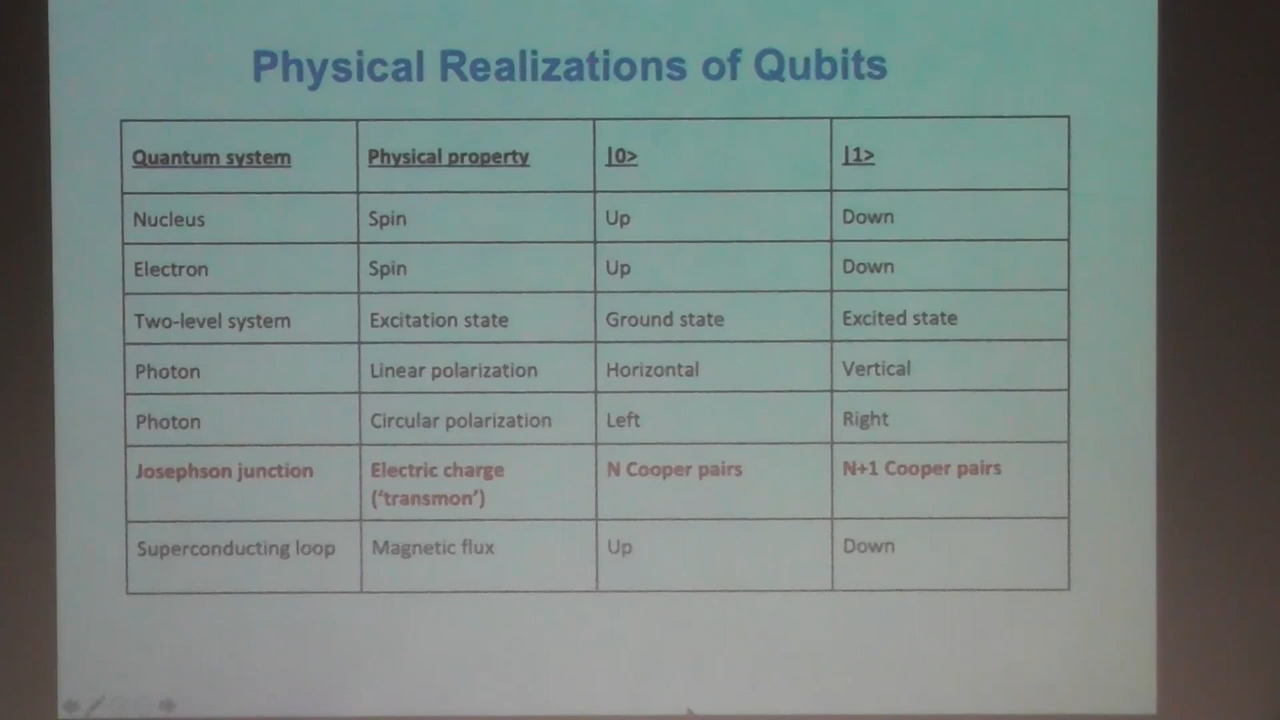 Physical Realizations of Qubits
Quantum system Physical property |0> |1>
Nucleus Spin Up Down
Electron Spin Up Down
Two-level system Excitation state Ground state Excited state
Photon Linear polarization Horizontal Vertical
Photon Circular polarization Left Right
Josephson junction Electric charge N Cooper pairs N+1 Cooper pairs
(‘transmon’)
Superconducting loop Magnetic flux Up Down